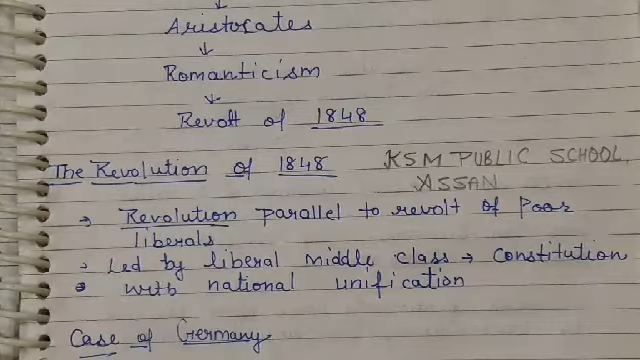 ↓
Aristocrates
↓
Romanticism
↓
Revolt of 1848
The Revolution of 1848
KSM PUBLIC SCHOOL,
ASSAN
→ Revolution parallel to revolt of Poor
liberals
→ Led by liberal middle class → Constitution
• with national unification
Case of Germany